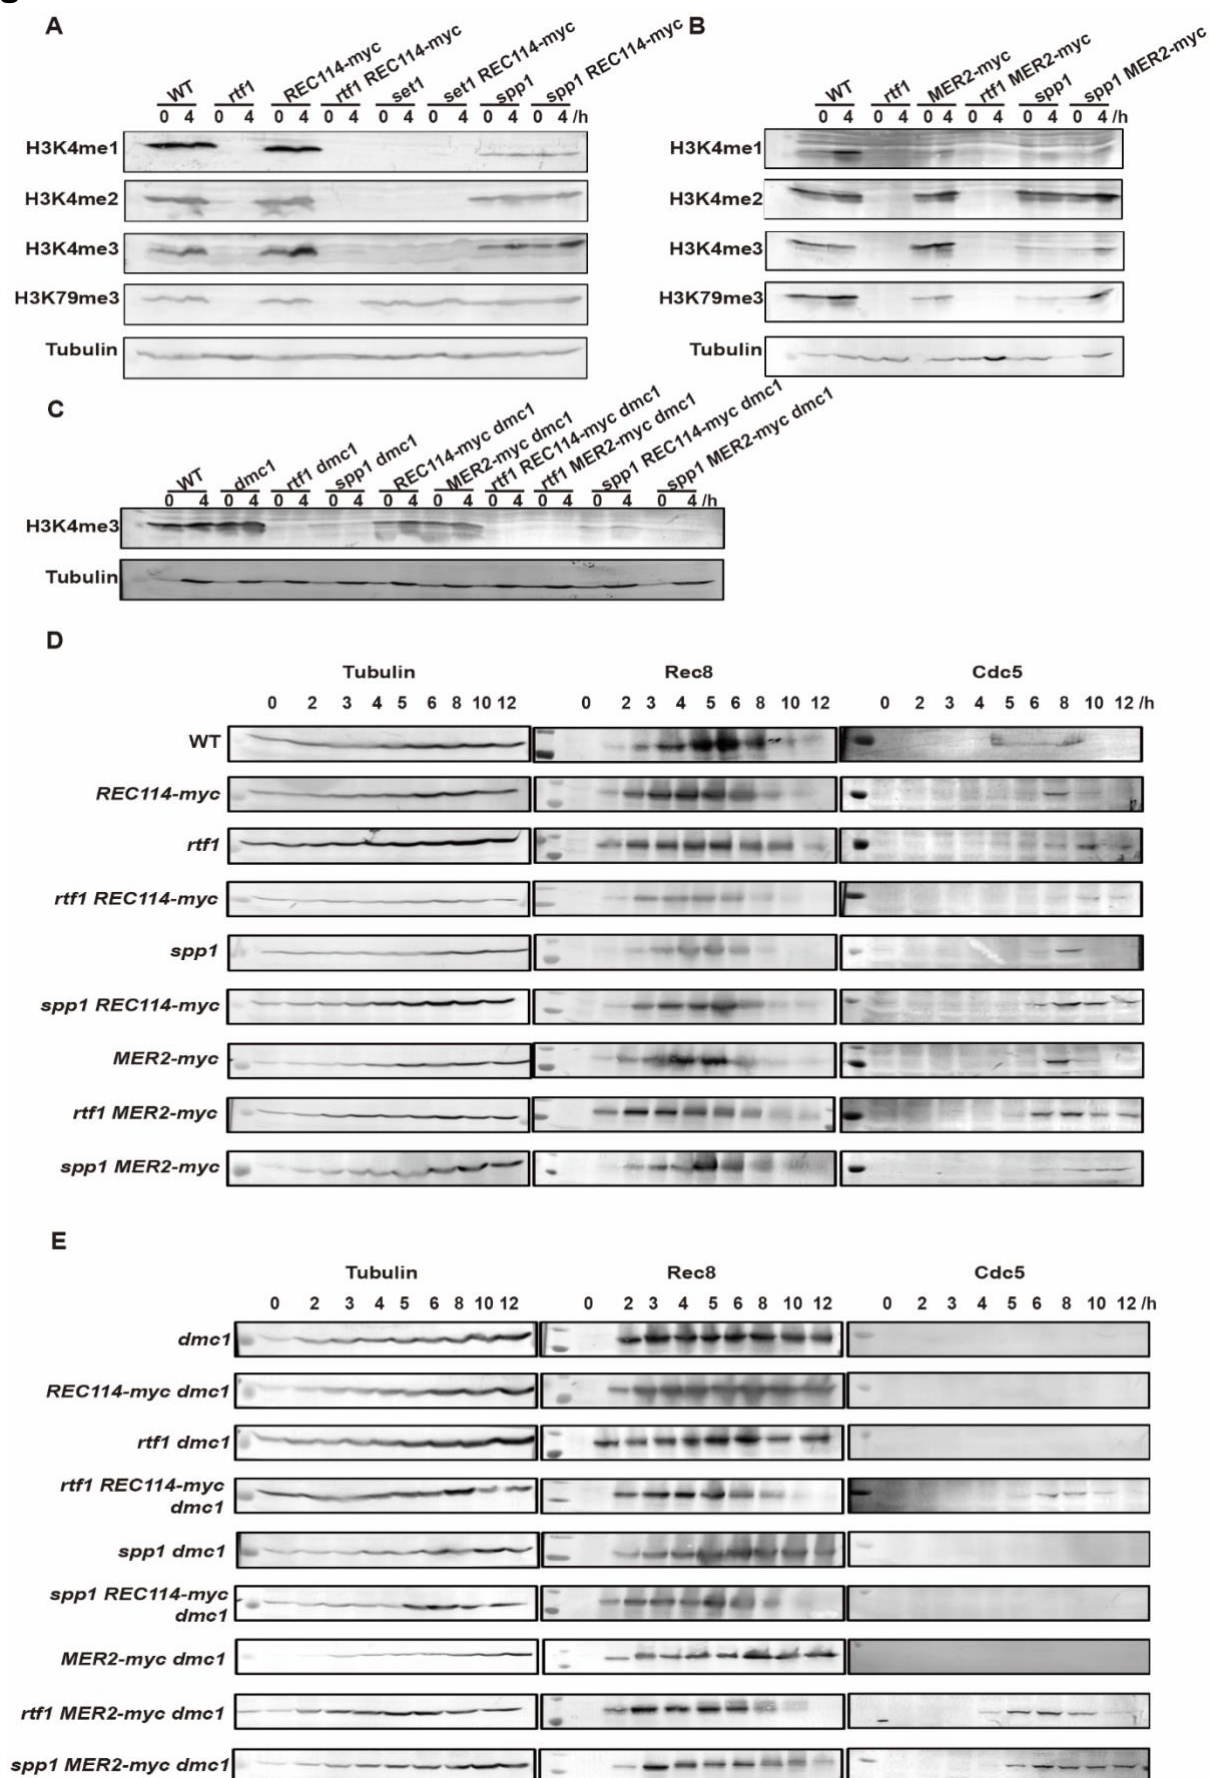 A
WT rtf1 REC114-myc rtf1 REC114-myc set1 set1 REC114-myc spp1 spp1 REC114-myc
0 4 0 4 0 4 0 4 0 4 0 4 0 4 0 4 /h
H3K4me1
H3K4me2
H3K4me3
H3K79me3
Tubulin
B
WT rtf1 MER2-myc rtf1 MER2-myc spp1 spp1 MER2-myc
0 4 0 4 0 4 0 4 0 4 0 4 /h
H3K4me1
H3K4me2
H3K4me3
H3K79me3
Tubulin
C
WT dmc1 rtf1 dmc1 spp1 dmc1 REC114-myc dmc1 MER2-myc dmc1 rtf1 REC114-myc dmc1 rtf1 MER2-myc dmc1 spp1 REC114-myc dmc1 spp1 MER2-myc dmc1
0 4 0 4 0 4 0 4 0 4 0 4 0 4 0 4 0 4 0 4 /h
H3K4me3
Tubulin
D
Tubulin Rec8 Cdc5
0 2 3 4 5 6 8 10 12 0 2 3 4 5 6 8 10 12 0 2 3 4 5 6 8 10 12 /h
WT
REC114-myc
rtf1
rtf1 REC114-myc
spp1
spp1 REC114-myc
MER2-myc
rtf1 MER2-myc
spp1 MER2-myc
E
Tubulin Rec8 Cdc5
0 2 3 4 5 6 8 10 12 0 2 3 4 5 6 8 10 12 0 2 3 4 5 6 8 10 12 /h
dmc1
REC114-myc dmc1
rtf1 dmc1
rtf1 REC114-myc
dmc1
spp1 dmc1
spp1 REC114-myc
dmc1
MER2-myc dmc1
rtf1 MER2-myc dmc1
spp1 MER2-myc dmc1